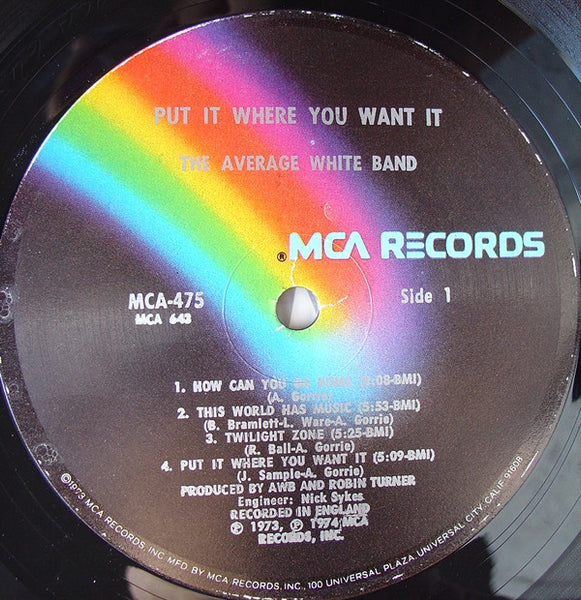 PUT IT WHERE YOU WANT IT
THE AVERAGE WHITE BAND
® MCA RECORDS
MCA-475
MCA 643
Side 1
1. HOW CAN YOU GO HOME (3:08-BMI)
(A. Gorrie)
2. THIS WORLD HAS MUSIC (5:53-BMI)
(B. Bramlett-L. Ware-A. Gorrie)
3. TWILIGHT ZONE (5:25-BMI)
(R. Ball-A. Gorrie)
4. PUT IT WHERE YOU WANT IT (5:09-BMI)
(J. Sample-A. Gorrie)
PRODUCED BY AWB AND ROBIN TURNER
Engineer: Nick Sykes
RECORDED IN ENGLAND
℗ 1973, ℗ 1974 MCA
RECORDS, INC.
©1973 MCA RECORDS, INC. MFD BY MCA RECORDS, INC., 100 UNIVERSAL PLAZA, UNIVERSAL CITY, CALIF. 91608